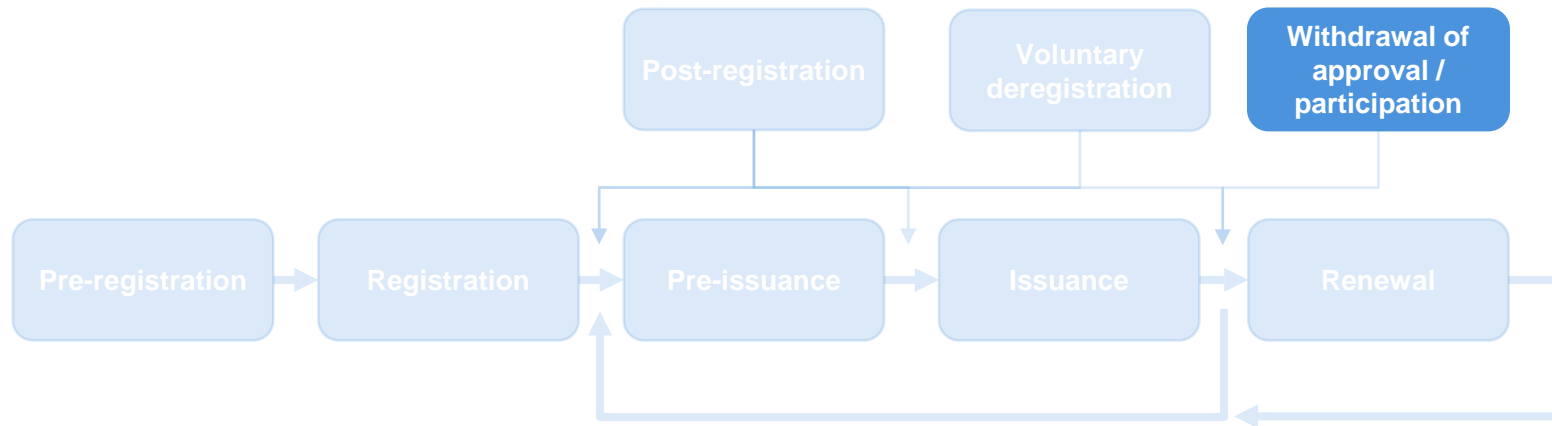 Post-registration
Voluntary
deregistration
Withdrawal of
approval /
participation
Pre-registration
Registration
Pre-issuance
Issuance
Renewal